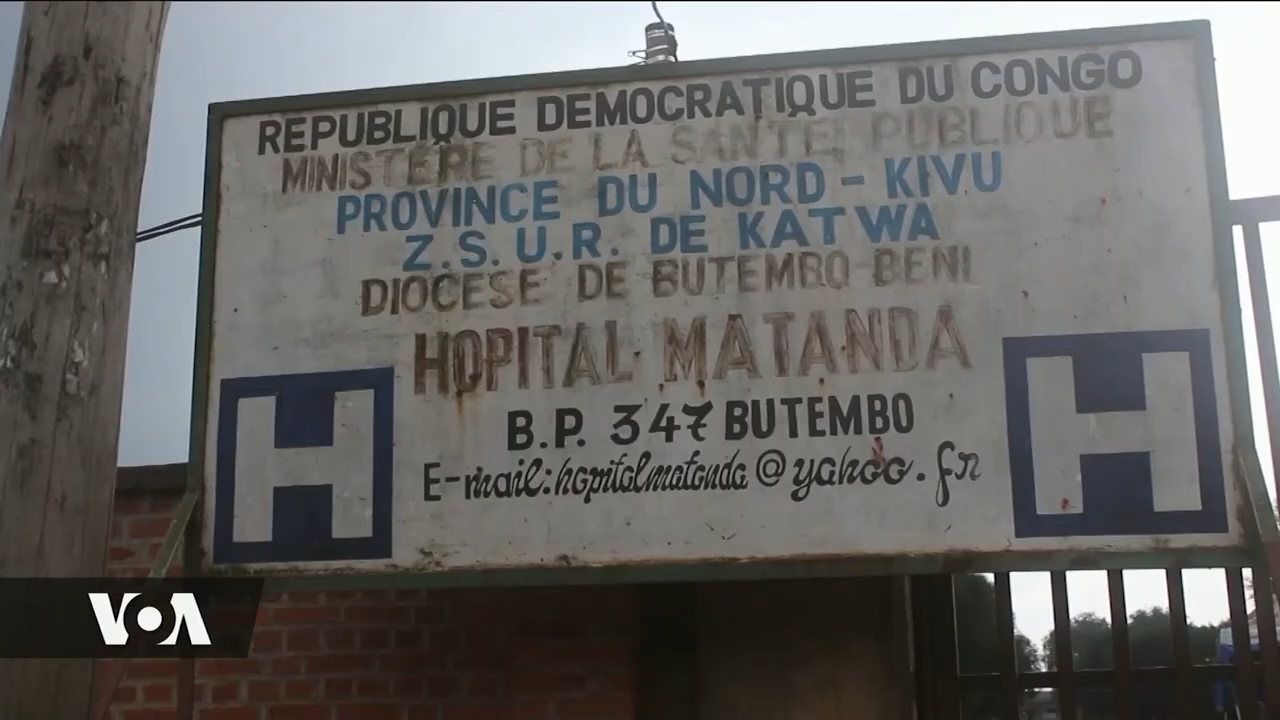 REPUBLIQUE DEMOCRATIQUE DU CONGO
MINISTERE DE LA SANTE PUBLIQUE
PROVINCE DU NORD - KIVU
Z.S.U.R. DE KATWA
DIOCESE DE BUTEMBO-BENI
HOPITAL MATANDA
B.P. 347 BUTEMBO
E-mail: hopitalmatanda @ yahoo.fr
H
H
VOA